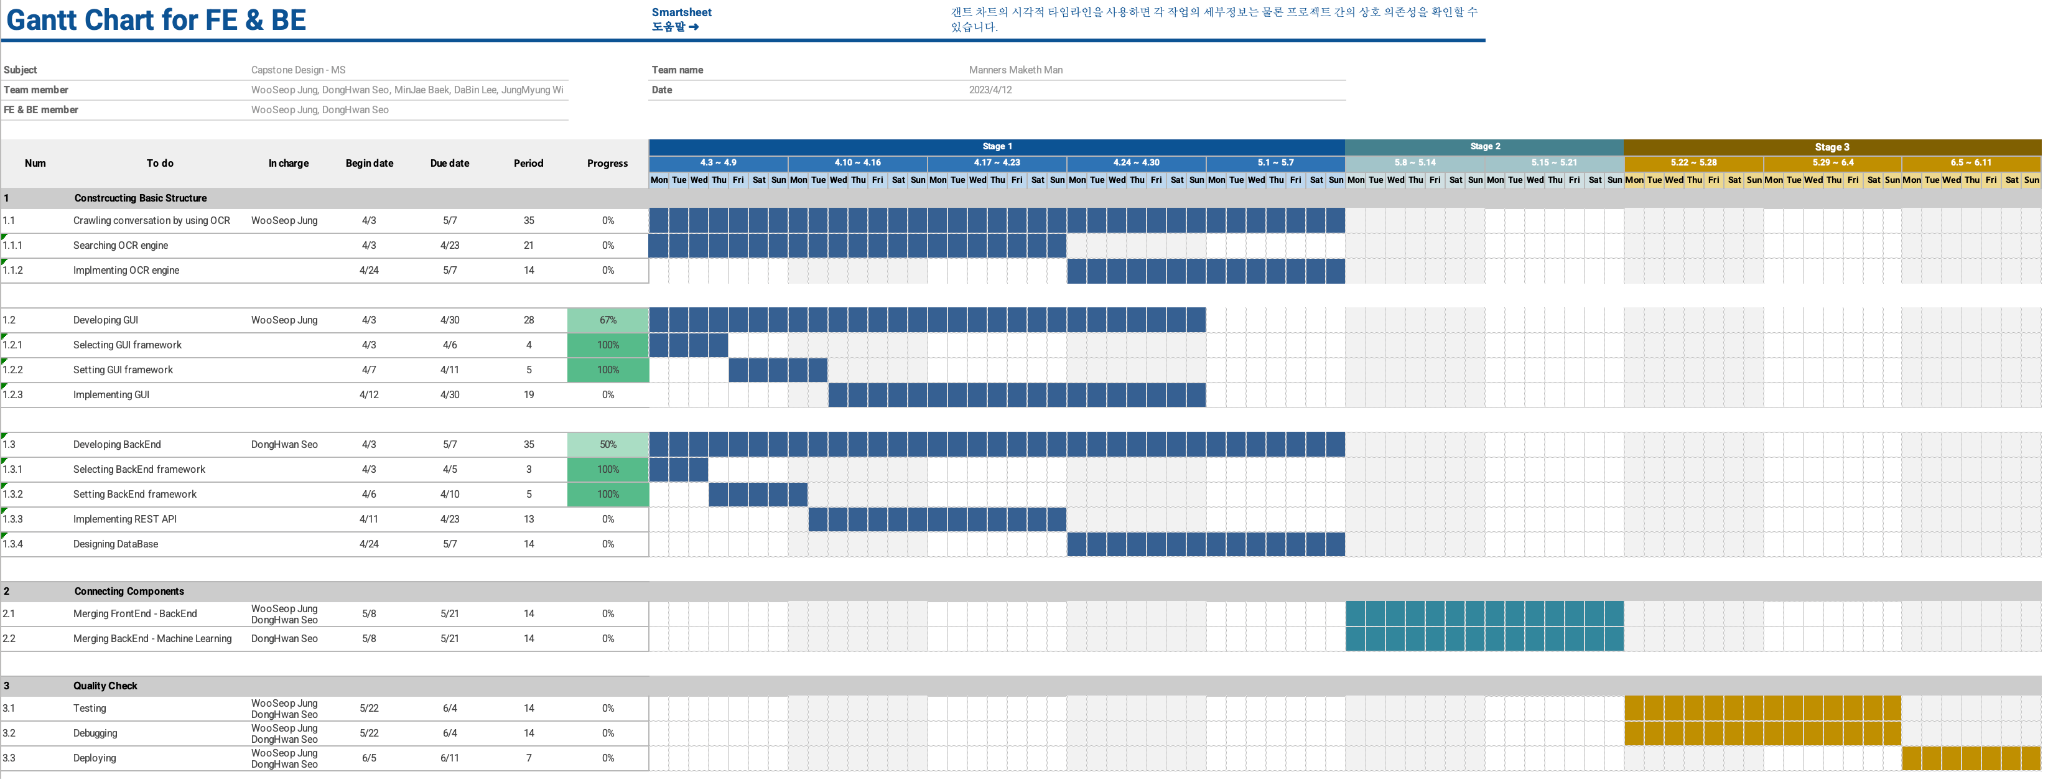 Gantt Chart for FE & BE
Smartsheet
도움말 ➜
갠트 차트의 시각적 타임라인을 사용하면 각 작업의 세부정보는 물론 프로젝트 간의 상호 의존성을 확인할 수
있습니다.
Subject Capstone Design - MS Team name Manners Maketh Man
Team member WooSeop Jung, DongHwan Seo, MinJae Baek, DaBin Lee, JungMyung Wi Date 2023/4/12
FE & BE member WooSeop Jung, DongHwan Seo
Stage 1 Stage 2 Stage 3
Num To do In charge Begin date Due date Period Progress 4.3 ~ 4.9 4.10 ~ 4.16 4.17 ~ 4.23 4.24 ~ 4.30 5.1 ~ 5.7 5.8 ~ 5.14 5.15 ~ 5.21 5.22 ~ 5.28 5.29 ~ 6.4 6.5 ~ 6.11
Mon Tue Wed Thu Fri Sat Sun Mon Tue Wed Thu Fri Sat Sun Mon Tue Wed Thu Fri Sat Sun Mon Tue Wed Thu Fri Sat Sun Mon Tue Wed Thu Fri Sat Sun Mon Tue Wed Thu Fri Sat Sun Mon Tue Wed Thu Fri Sat Sun Mon Tue Wed Thu Fri Sat Sun Mon Tue Wed Thu Fri Sat Sun Mon Tue Wed Thu Fri Sat Sun
1 Constrcucting Basic Structure
1.1 Crawling conversation by using OCR WooSeop Jung 4/3 5/7 35 0%
1.1.1 Searching OCR engine 4/3 4/23 21 0%
1.1.2 Implmenting OCR engine 4/24 5/7 14 0%
1.2 Developing GUI WooSeop Jung 4/3 4/30 28 67%
1.2.1 Selecting GUI framework 4/3 4/6 4 100%
1.2.2 Setting GUI framework 4/7 4/11 5 100%
1.2.3 Implementing GUI 4/12 4/30 19 0%
1.3 Developing BackEnd DongHwan Seo 4/3 5/7 35 50%
1.3.1 Selecting BackEnd framework 4/3 4/5 3 100%
1.3.2 Setting BackEnd framework 4/6 4/10 5 100%
1.3.3 Implementing REST API 4/11 4/23 13 0%
1.3.4 Designing DataBase 4/24 5/7 14 0%
2 Connecting Components
2.1 Merging FrontEnd - BackEnd WooSeop Jung DongHwan Seo 5/8 5/21 14 0%
2.2 Merging BackEnd - Machine Learning DongHwan Seo 5/8 5/21 14 0%
3 Quality Check
3.1 Testing WooSeop Jung DongHwan Seo 5/22 6/4 14 0%
3.2 Debugging WooSeop Jung DongHwan Seo 5/22 6/4 14 0%
3.3 Deploying WooSeop Jung DongHwan Seo 6/5 6/11 7 0%